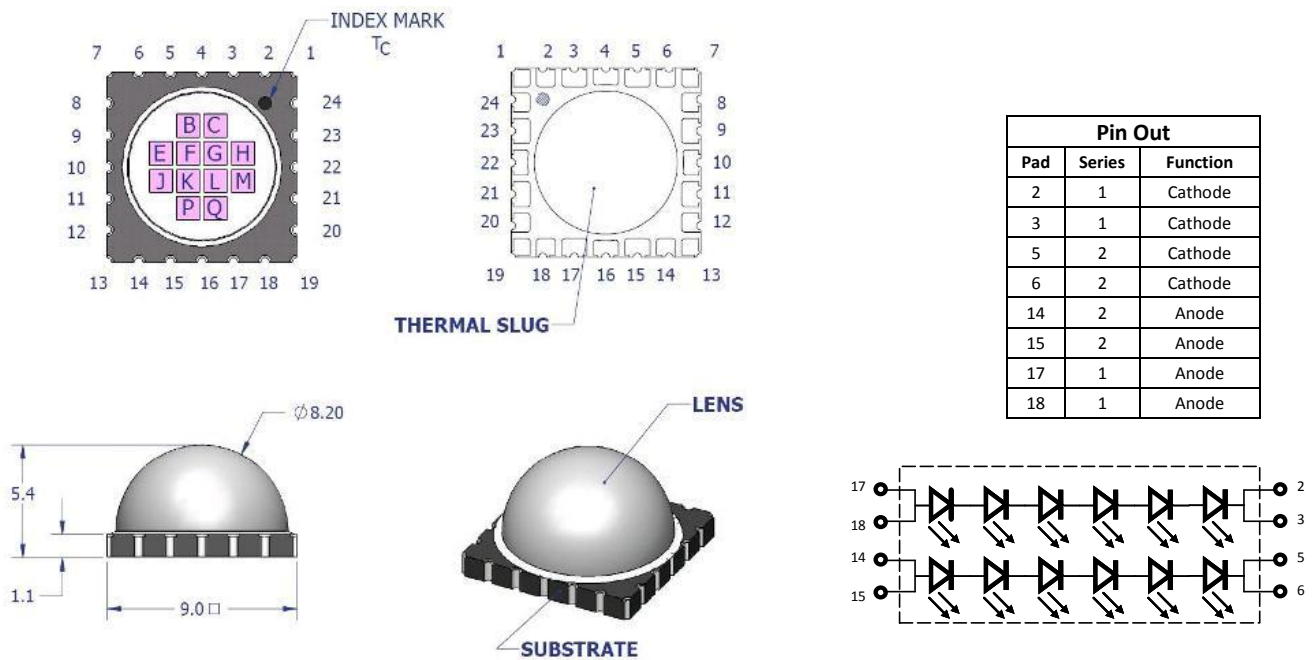 INDEX MARK
TC
7 6 5 4 3 2 1
8 24
9 23
10 22
11 21
12 20
13 14 15 16 17 18 19
B C
E F G H
J K L M
P Q
1 2 3 4 5 6 7
24 8
23 9
22 10
21 11
20 12
19 18 17 16 15 14 13
THERMAL SLUG
Pin Out
Pad Series Function
2 1 Cathode
3 1 Cathode
5 2 Cathode
6 2 Cathode
14 2 Anode
15 2 Anode
17 1 Anode
18 1 Anode
∅8.20
5.4
1.1
9.0 □
LENS
SUBSTRATE
17 2
18 3
14 5
15 6